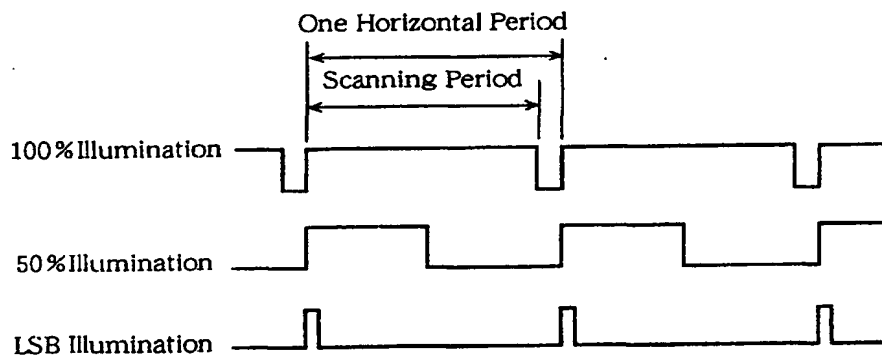 One Horizontal Period
Scanning Period
100% Illumination
50% Illumination
LSB Illumination